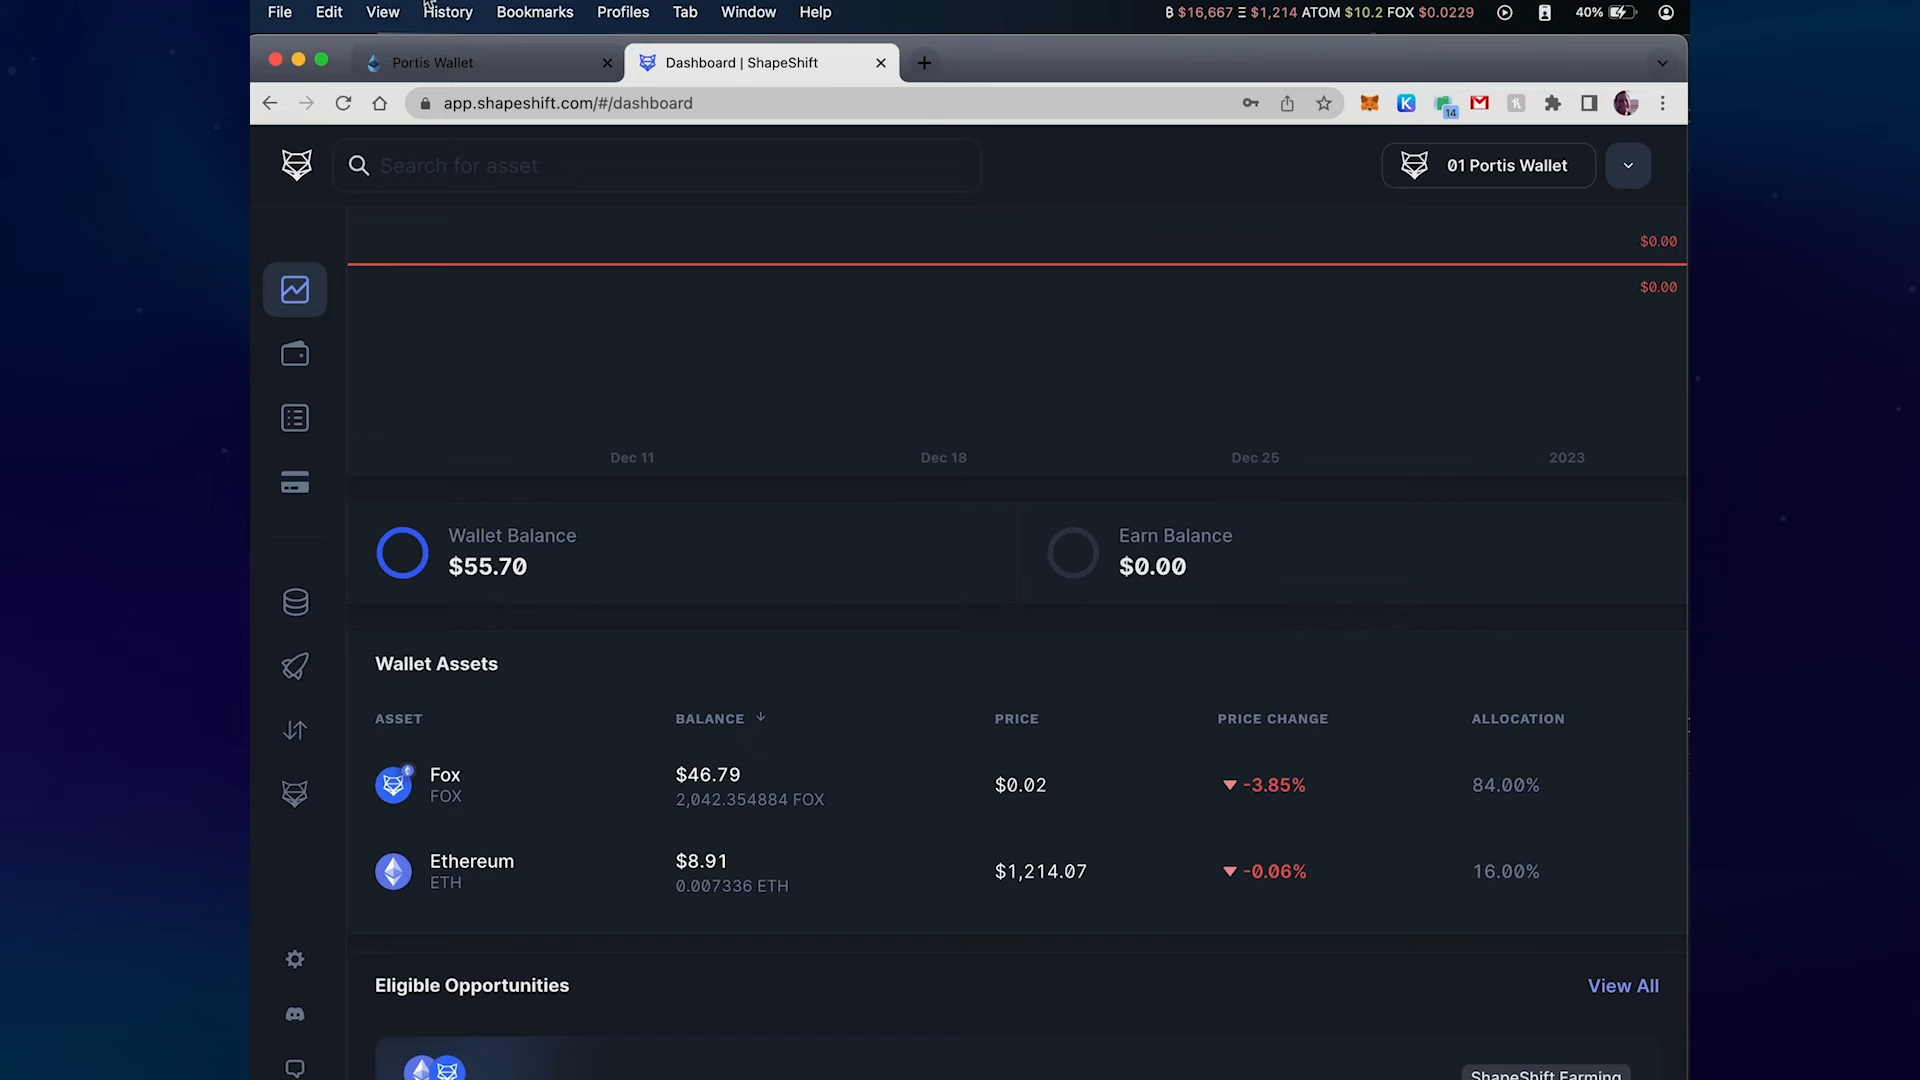 File Edit View History Bookmarks Profiles Tab Window Help
₿ $16,667 Ξ $1,214 ATOM $10.2 FOX $0.0229 40%
Portis Wallet
Dashboard | ShapeShift
app.shapeshift.com/#/dashboard
14
Search for asset
01 Portis Wallet
$0.00
$0.00
Dec 11 Dec 18 Dec 25 2023
Wallet Balance
$55.70
Earn Balance
$0.00
Wallet Assets
ASSET BALANCE PRICE PRICE CHANGE ALLOCATION
Fox $46.79 $0.02 -3.85% 84.00%
FOX 2,042.354884 FOX
Ethereum $8.91 $1,214.07 -0.06% 16.00%
ETH 0.007336 ETH
Eligible Opportunities View All
ShapeShift Farming